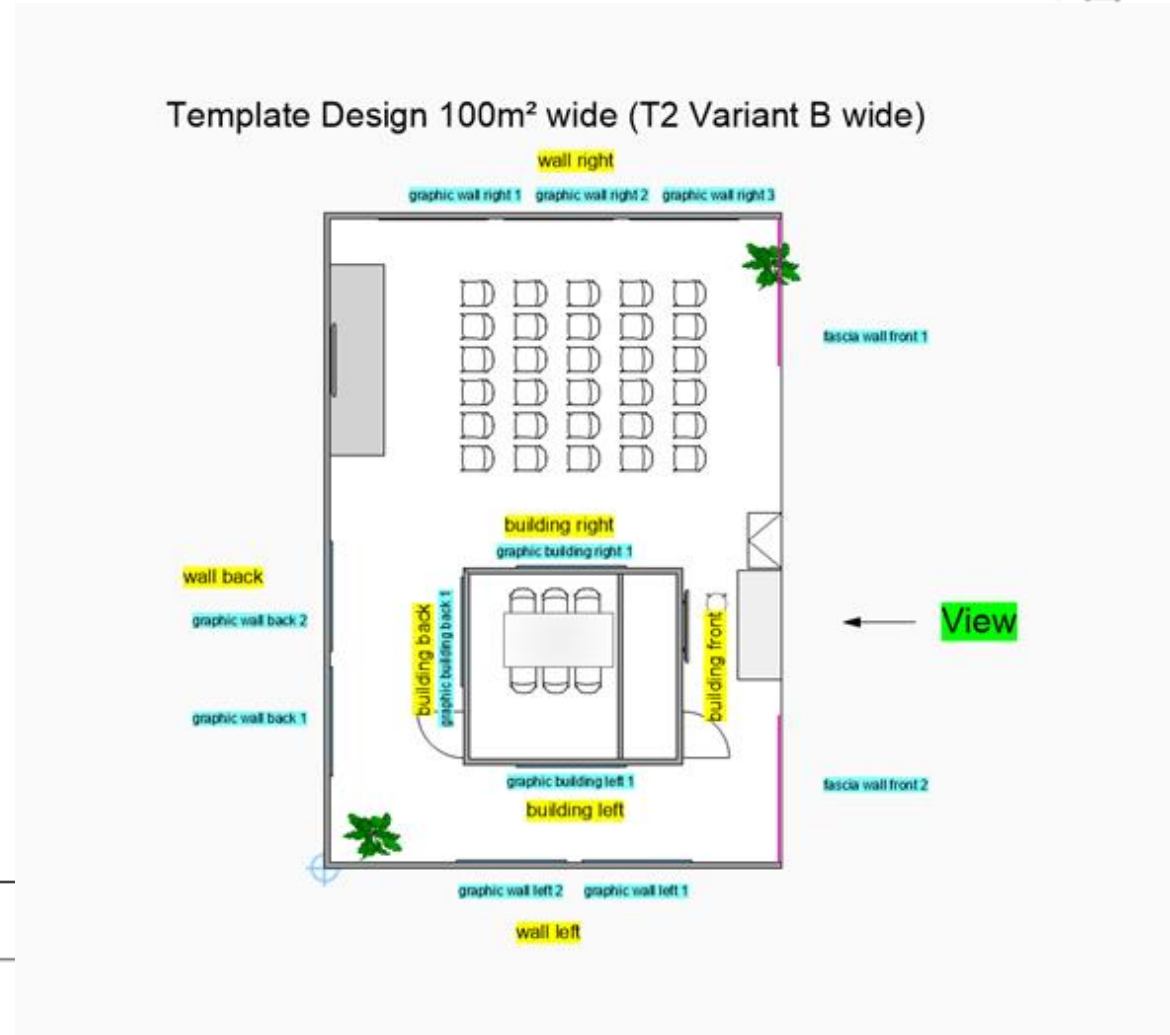 Template Design 100m² wide (T2 Variant B wide)
wall right
graphic wall right 1 graphic wall right 2 graphic wall right 3
fascia wall front 1
building right
graphic building right 1
wall back
graphic wall back 2
building back
graphic building back 1
building front
View
graphic wall back 1
graphic building left 1
fascia wall front 2
building left
graphic wall left 2 graphic wall left 1
wall left